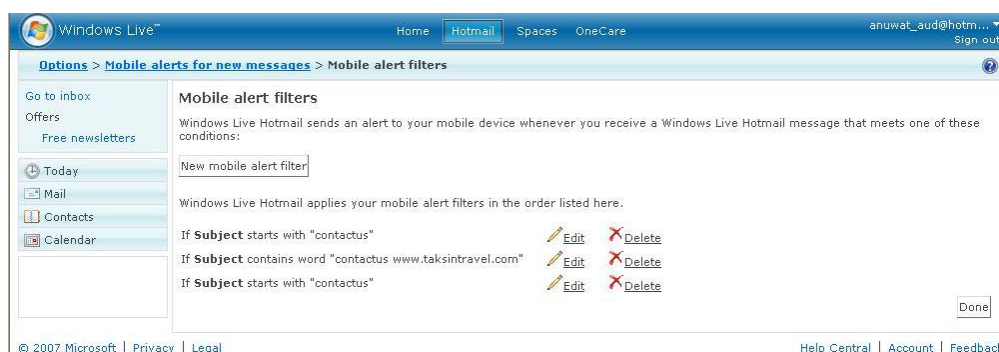 Windows Live™
Home Hotmail Spaces OneCare
anuwat_aud@hotm...
Sign out
Options > Mobile alerts for new messages > Mobile alert filters
Go to inbox
Offers
Free newsletters
Today
Mail
Contacts
Calendar
Mobile alert filters
Windows Live Hotmail sends an alert to your mobile device whenever you receive a Windows Live Hotmail message that meets one of these
conditions:
New mobile alert filter
Windows Live Hotmail applies your mobile alert filters in the order listed here.
If Subject starts with "contactus" Edit Delete
If Subject contains word "contactus www.taksintravel.com" Edit Delete
If Subject starts with "contactus" Edit Delete
Done
© 2007 Microsoft | Privacy | Legal
Help Central | Account | Feedback